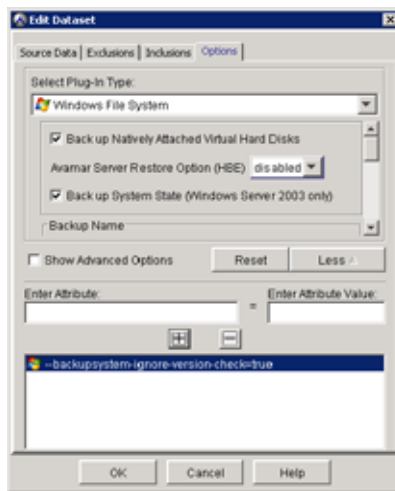 Edit Dataset
Source Data Exclusions Inclusions Options
Select Plug-In Type:
Windows File System
Back up Natively Attached Virtual Hard Disks
Avamar Server Restore Option (HBE) disabled
Back up System State (Windows Server 2003 only)
Backup Name
Show Advanced Options Reset Less
Enter Attribute: Enter Attribute Value:
=
--backupsystem-ignore-version-check=true
OK Cancel Help